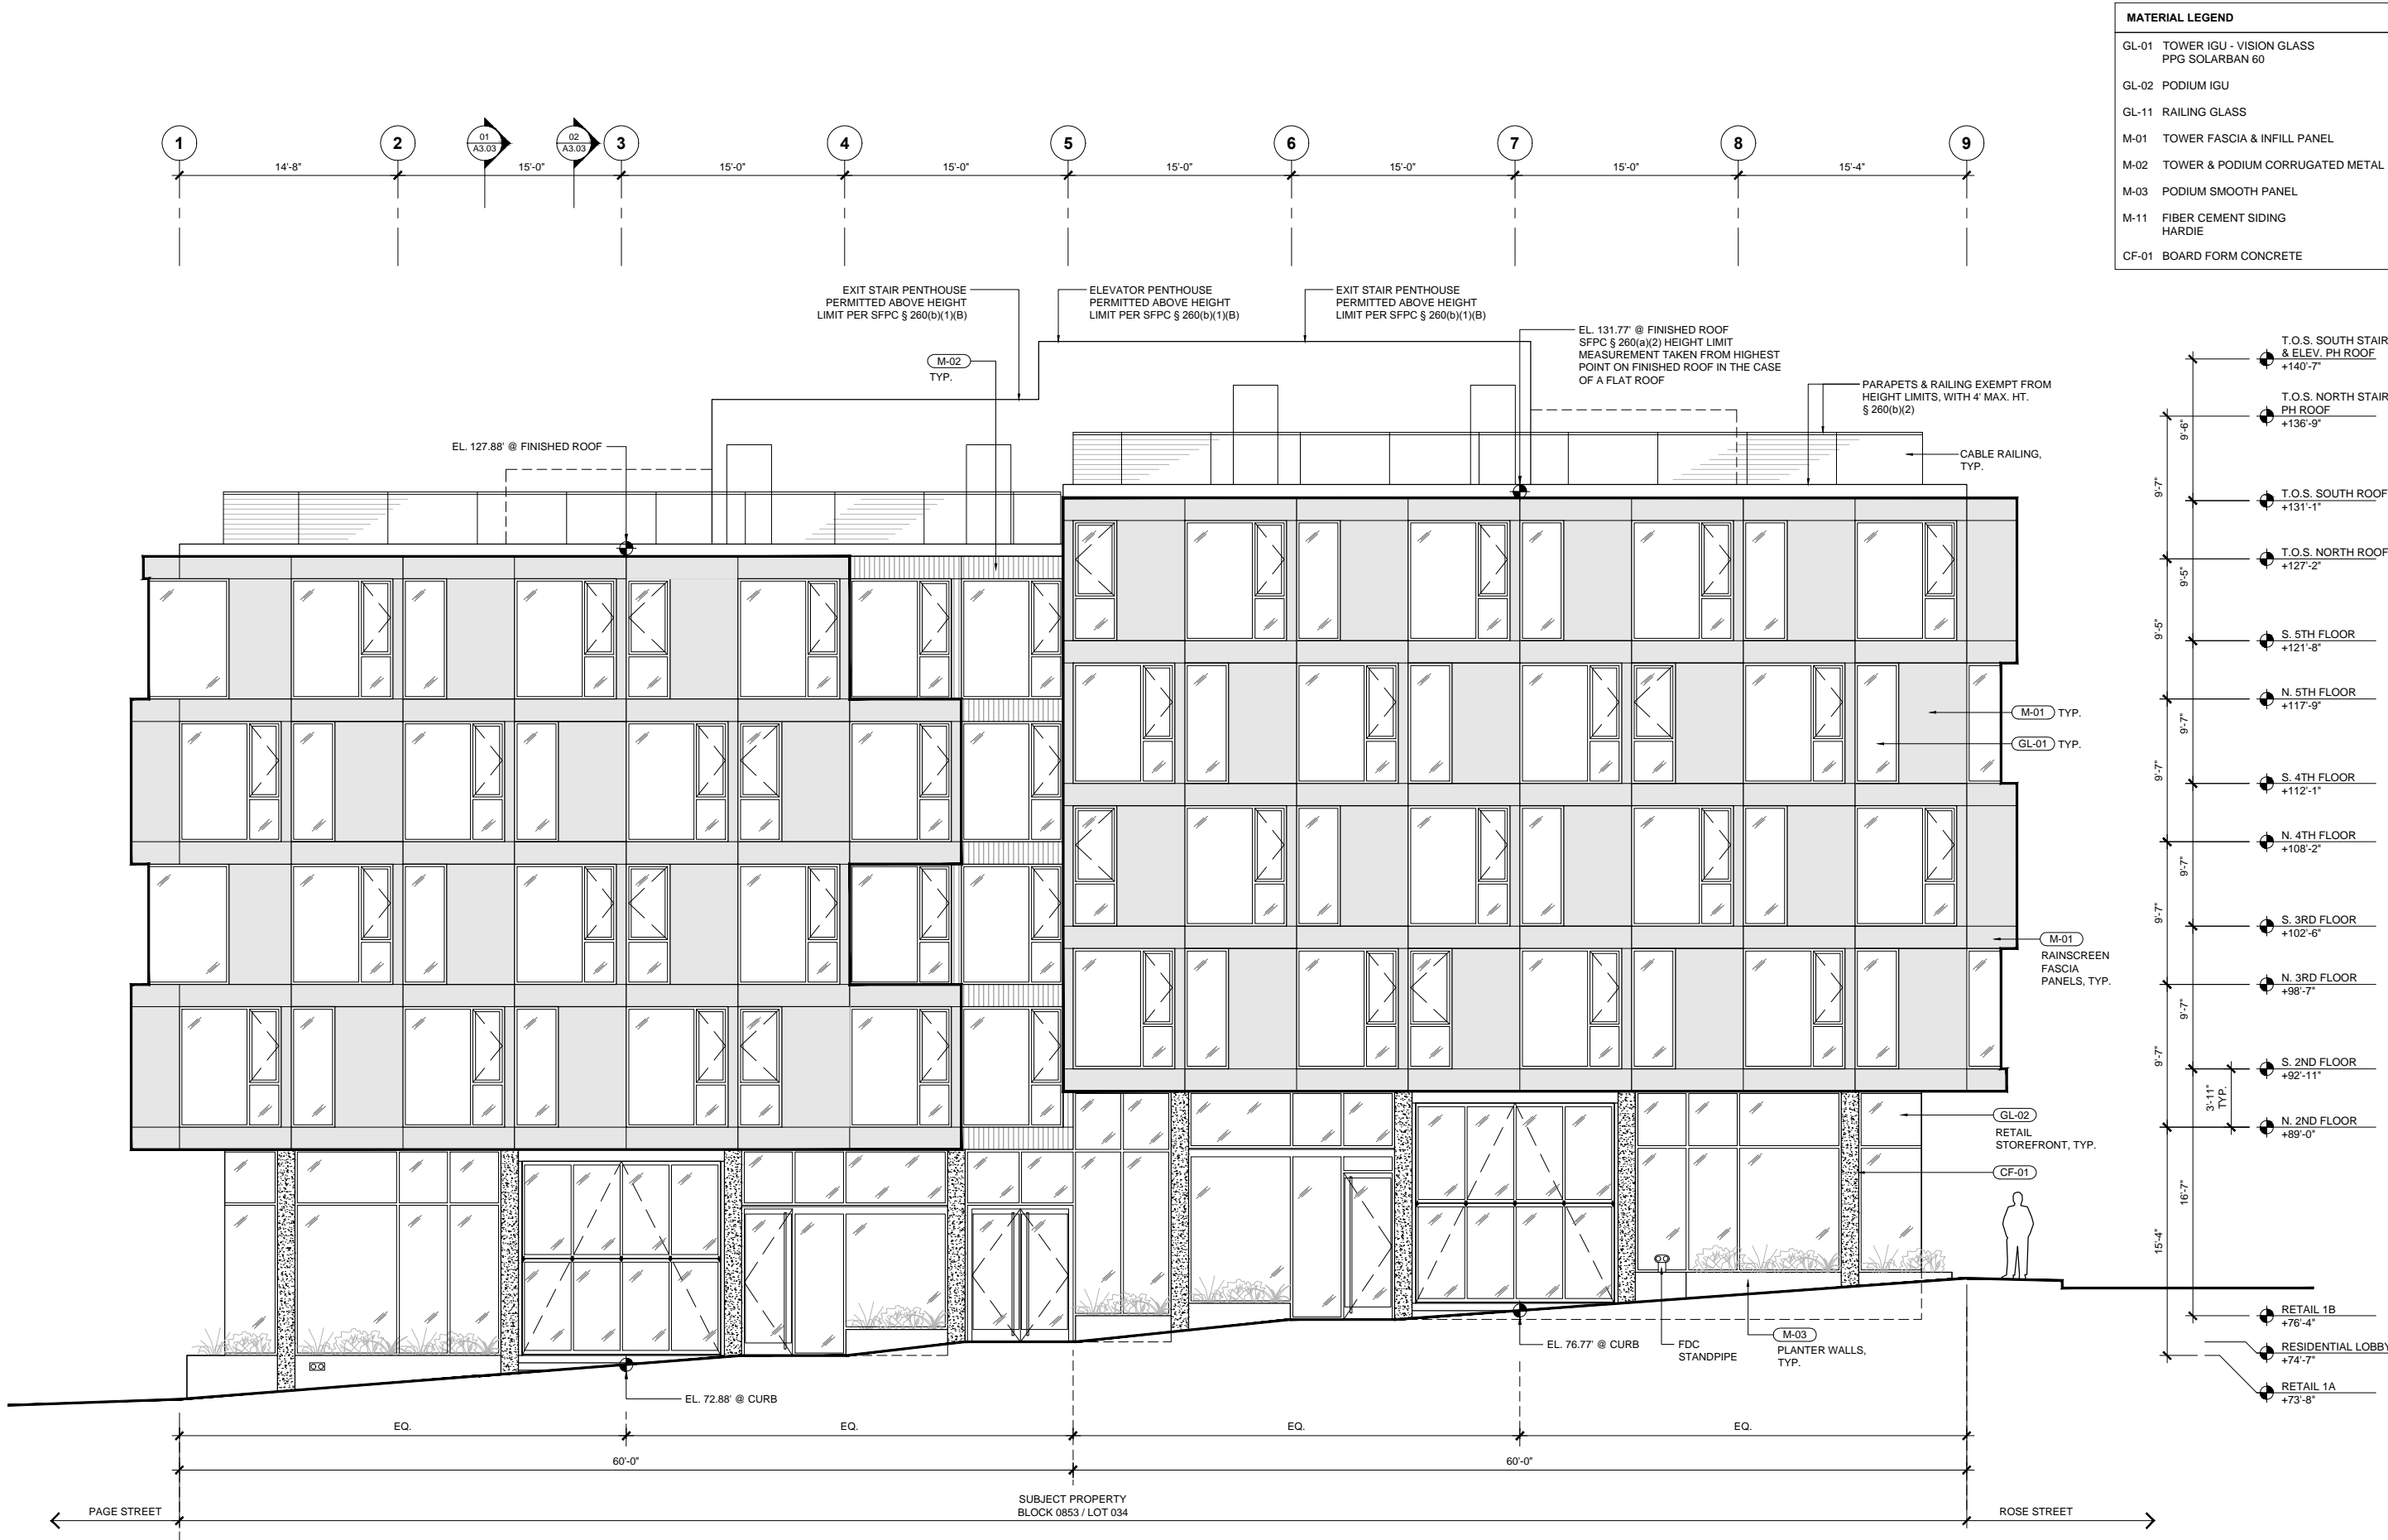 MATERIAL LEGEND
GL-01 TOWER IGU - VISION GLASS
PPG SOLARBAN 60
GL-02 PODIUM IGU
GL-11 RAILING GLASS
M-01 TOWER FASCIA & INFILL PANEL
M-02 TOWER & PODIUM CORRUGATED METAL
M-03 PODIUM SMOOTH PANEL
M-11 FIBER CEMENT SIDING
HARDIE
CF-01 BOARD FORM CONCRETE
1
2
01
A3.03
02
A3.03
3
4
5
6
7
8
9
14'-8"
15'-0"
15'-0"
15'-0"
15'-0"
15'-0"
15'-0"
15'-4"
EXIT STAIR PENTHOUSE
PERMITTED ABOVE HEIGHT
LIMIT PER SFPC § 260(b)(1)(B)
ELEVATOR PENTHOUSE
PERMITTED ABOVE HEIGHT
LIMIT PER SFPC § 260(b)(1)(B)
EXIT STAIR PENTHOUSE
PERMITTED ABOVE HEIGHT
LIMIT PER SFPC § 260(b)(1)(B)
EL. 131.77' @ FINISHED ROOF
SFPC § 260(a)(2) HEIGHT LIMIT
MEASUREMENT TAKEN FROM HIGHEST
POINT ON FINISHED ROOF IN THE CASE
OF A FLAT ROOF
M-02
TYP.
PARAPETS & RAILING EXEMPT FROM
HEIGHT LIMITS, WITH 4' MAX. HT.
§ 260(b)(2)
EL. 127.88' @ FINISHED ROOF
CABLE RAILING,
TYP.
T.O.S. SOUTH STAIR
& ELEV. PH ROOF
+140'-7"
T.O.S. NORTH STAIR
PH ROOF
+136'-9"
T.O.S. SOUTH ROOF
+131'-1"
T.O.S. NORTH ROOF
+127'-2"
S. 5TH FLOOR
+121'-8"
N. 5TH FLOOR
+117'-9"
S. 4TH FLOOR
+112'-1"
N. 4TH FLOOR
+108'-2"
S. 3RD FLOOR
+102'-6"
N. 3RD FLOOR
+98'-7"
S. 2ND FLOOR
+92'-11"
N. 2ND FLOOR
+89'-0"
RETAIL 1B
+76'-4"
RESIDENTIAL LOBBY
+74'-7"
RETAIL 1A
+73'-8"
9'-6"
9'-7"
9'-5"
9'-5"
9'-7"
9'-7"
9'-7"
9'-7"
9'-7"
9'-7"
3'-11"
TYP.
16'-7"
15'-4"
M-01 TYP.
GL-01 TYP.
M-01
RAINSCREEN
FASCIA
PANELS, TYP.
GL-02
RETAIL
STOREFRONT, TYP.
CF-01
EL. 72.88' @ CURB
EL. 76.77' @ CURB
FDC
STANDPIPE
M-03
PLANTER WALLS,
TYP.
EQ.
EQ.
EQ.
EQ.
60'-0"
60'-0"
PAGE STREET
SUBJECT PROPERTY
BLOCK 0853 / LOT 034
ROSE STREET